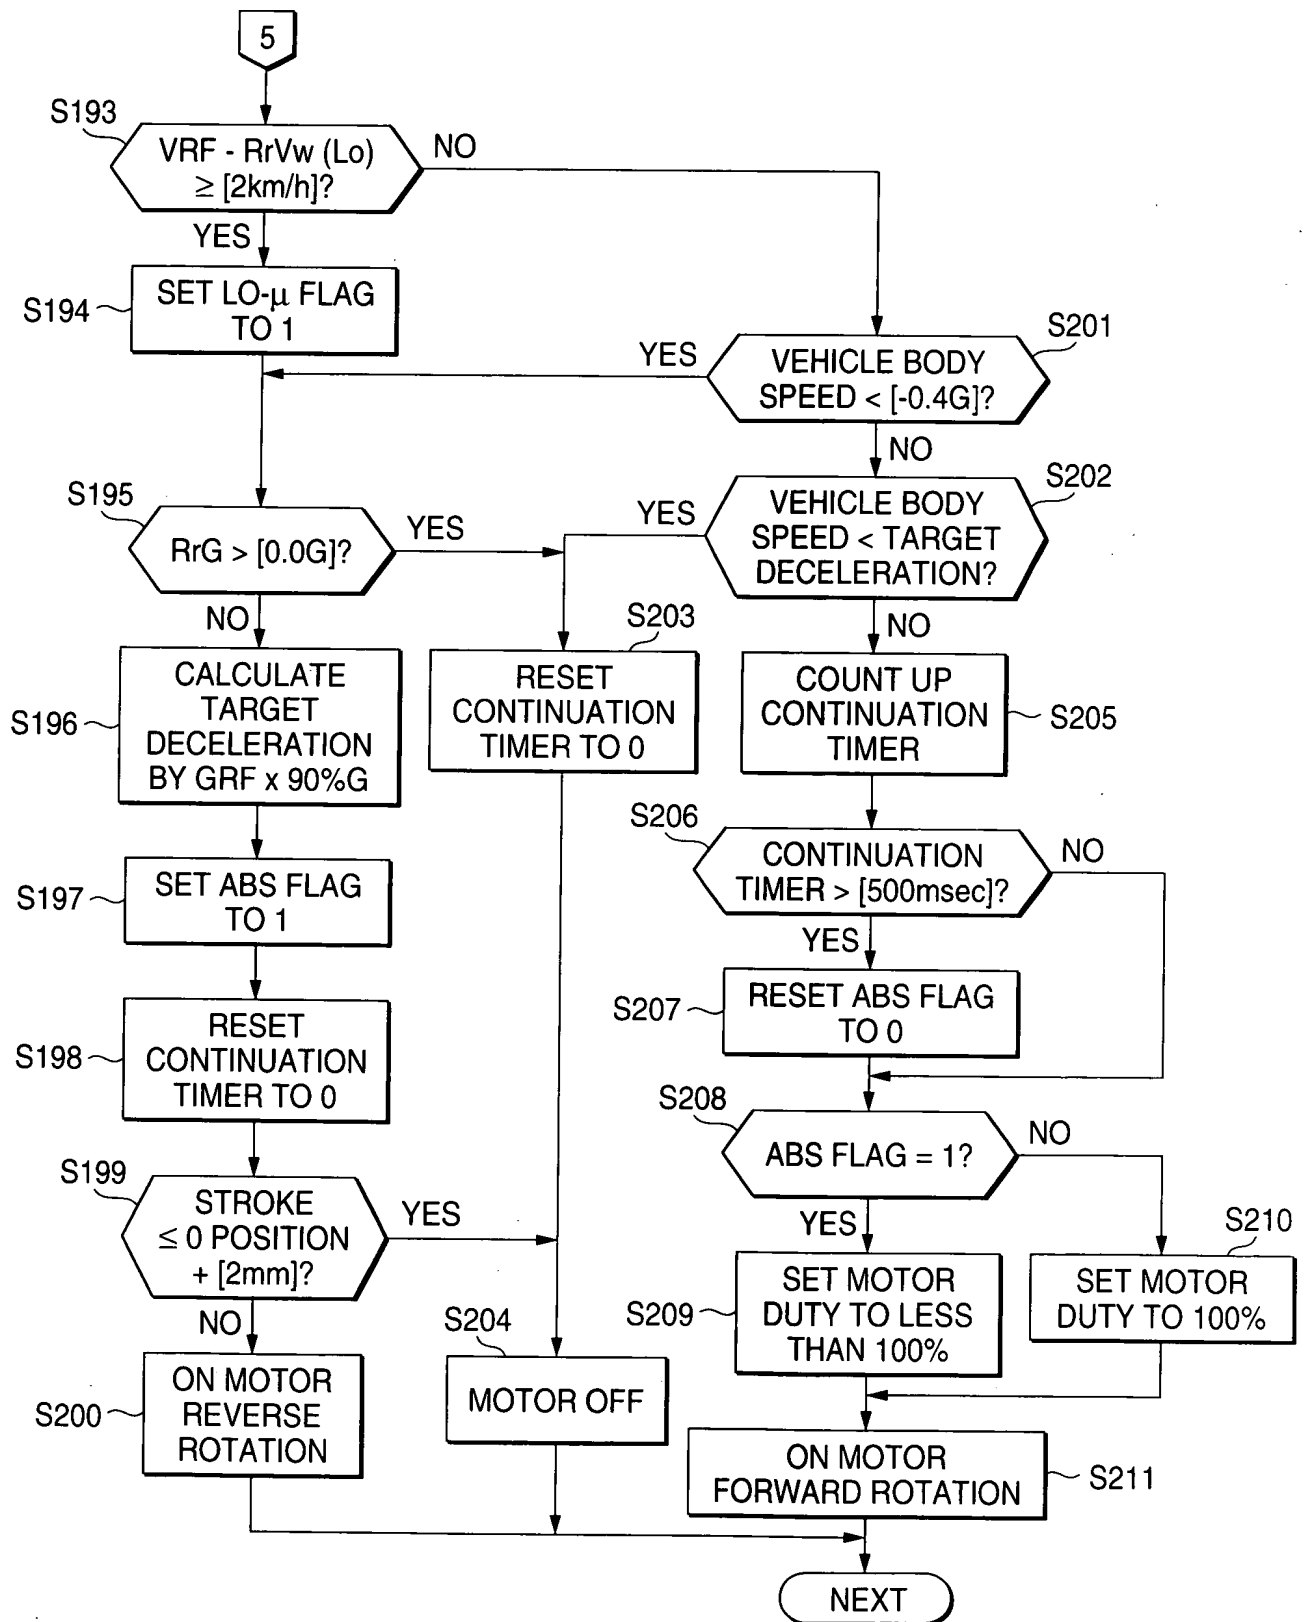 5
S193
VRF - RrVw (Lo)
≥ [2km/h]?
NO
YES
S194
SET LO-μ FLAG
TO 1
S201
VEHICLE BODY
SPEED < [-0.4G]?
YES
NO
S195
RrG > [0.0G]?
YES
NO
S202
VEHICLE BODY
SPEED < TARGET
DECELERATION?
YES
NO
S196
CALCULATE
TARGET
DECELERATION
BY GRF x 90%G
S203
RESET
CONTINUATION
TIMER TO 0
COUNT UP
CONTINUATION
TIMER
S205
S206
CONTINUATION
TIMER > [500msec]?
NO
YES
S197
SET ABS FLAG
TO 1
S207
RESET ABS FLAG
TO 0
S198
RESET
CONTINUATION
TIMER TO 0
S208
ABS FLAG = 1?
NO
YES
S199
STROKE
≤ 0 POSITION
+ [2mm]?
YES
NO
S209
SET MOTOR
DUTY TO LESS
THAN 100%
S210
SET MOTOR
DUTY TO 100%
S200
ON MOTOR
REVERSE
ROTATION
S204
MOTOR OFF
ON MOTOR
FORWARD ROTATION
S211
NEXT